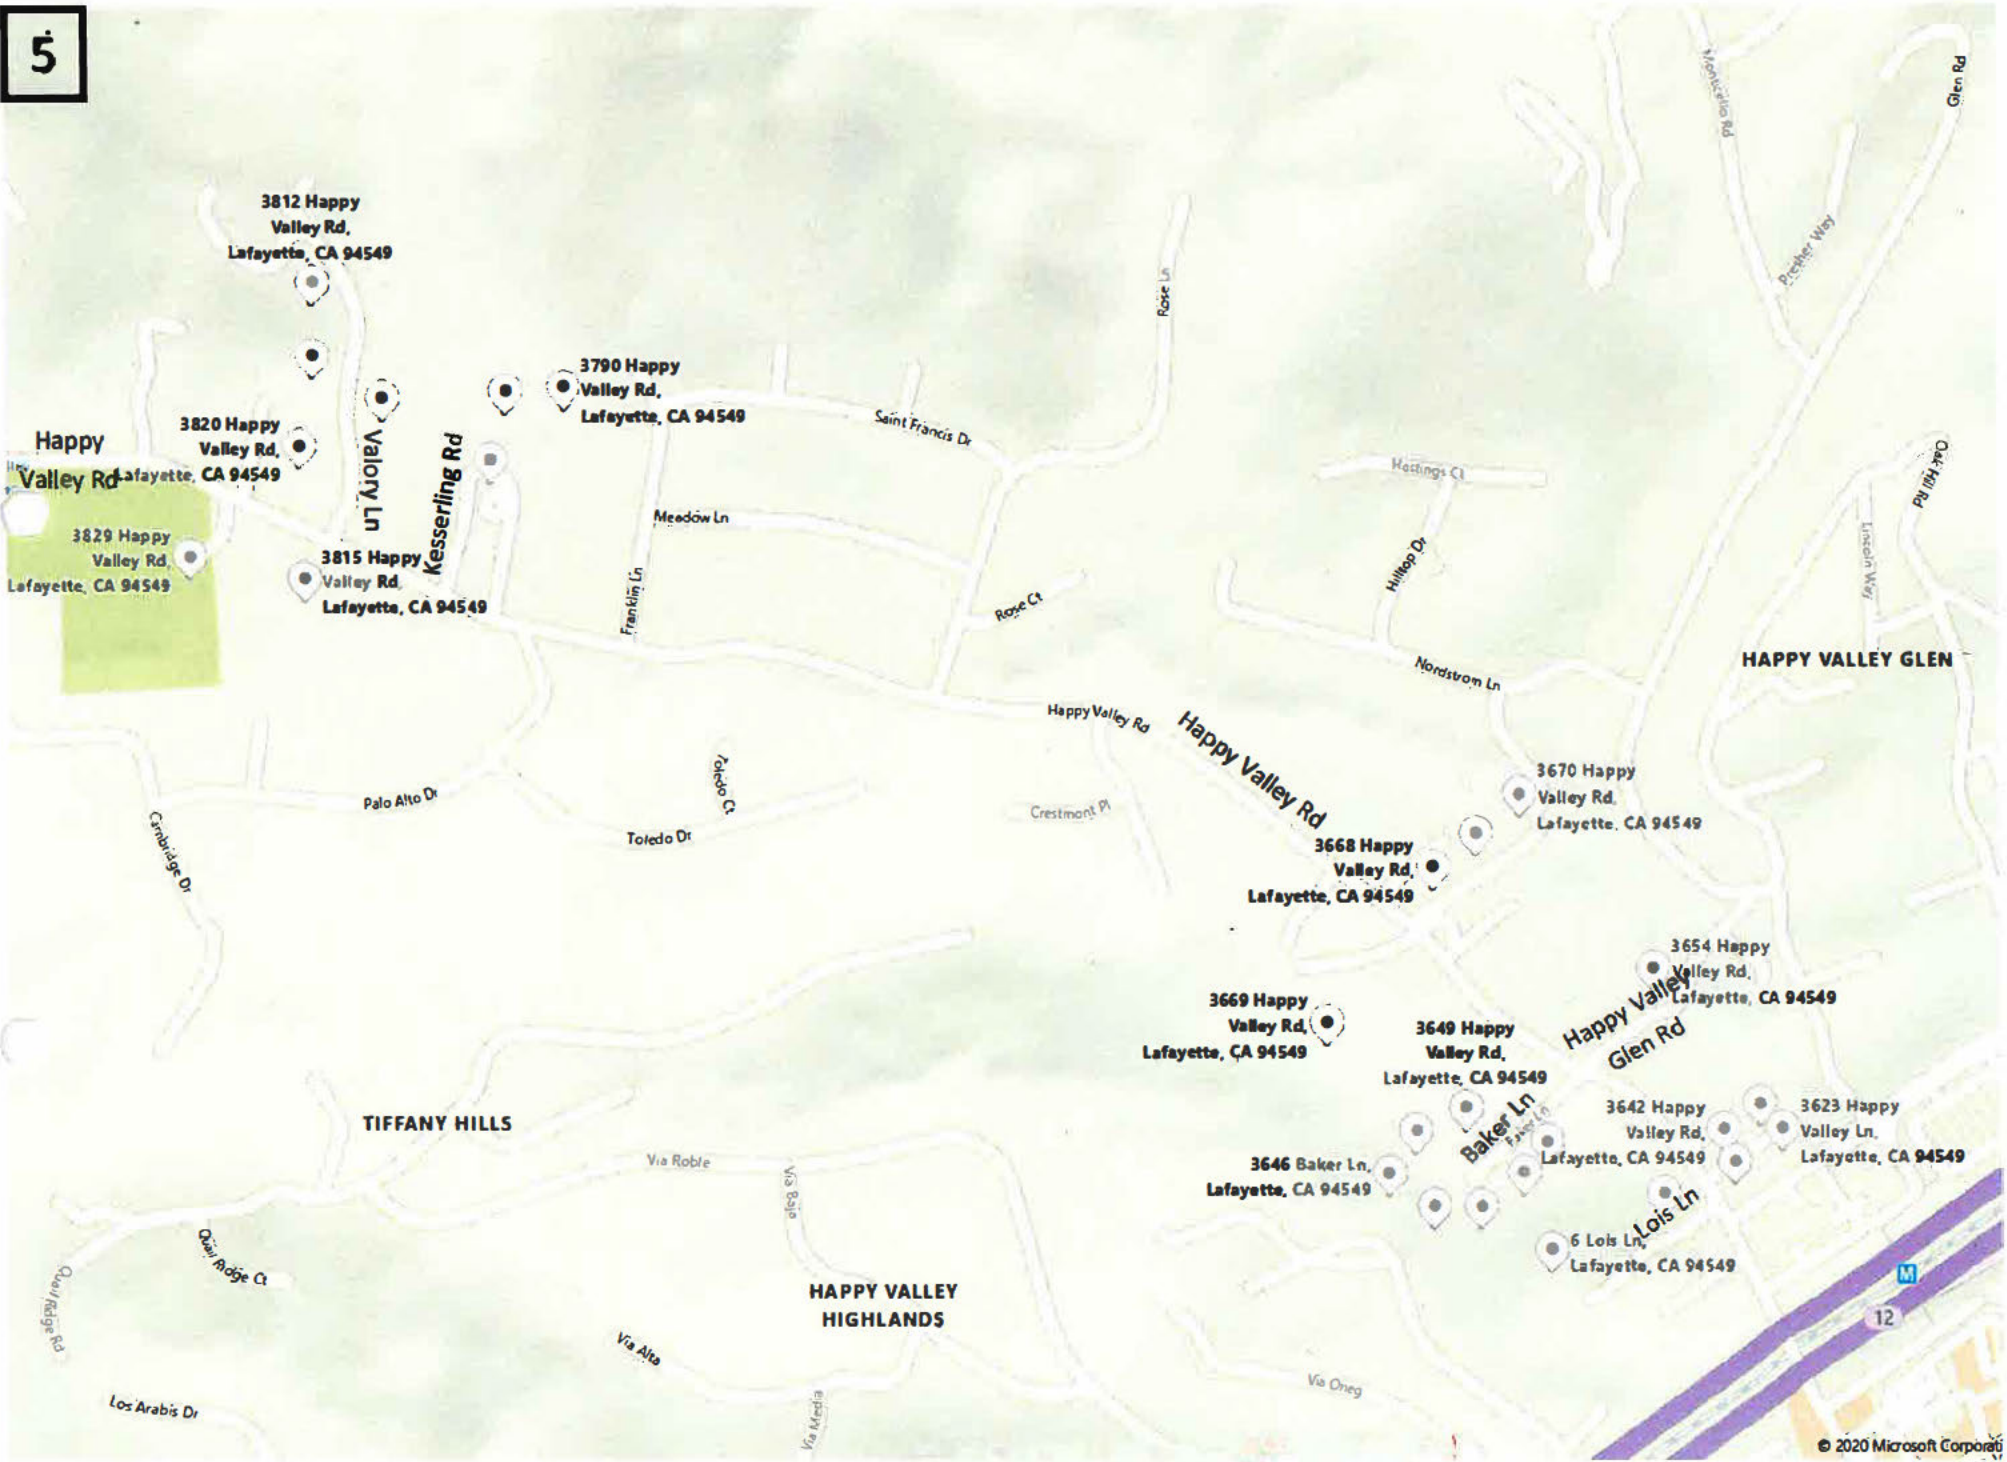 5
Monticello Rd
Glen Rd
3812 Happy
Valley Rd,
Lafayette, CA 94549
Presher Way
Rose Ln
3790 Happy
Valley Rd,
Lafayette, CA 94549
Saint Francis Dr
3820 Happy
Valley Rd,
Lafayette, CA 94549
Happy
Valley Rd
Valory Ln
Kesserling Rd
Hastings Ct
Oak Hill Rd
Meadow Ln
Lincoln Way
3829 Happy
Valley Rd,
Lafayette, CA 94549
3815 Happy
Valley Rd,
Lafayette, CA 94549
Franklin Ln
Hilltop Dr
Rose Ct
HAPPY VALLEY GLEN
Nordstrom Ln
Happy Valley Rd
Happy Valley Rd
3670 Happy
Valley Rd,
Lafayette, CA 94549
Toledo Ct
Palo Alto Dr
Crestmont Pl
Toledo Dr
Cambridge Dr
3668 Happy
Valley Rd,
Lafayette, CA 94549
3654 Happy
Valley Rd,
Lafayette, CA 94549
Happy Valley
Glen Rd
3669 Happy
Valley Rd,
Lafayette, CA 94549
3649 Happy
Valley Rd,
Lafayette, CA 94549
Baker Ln
Baker Ln
3642 Happy
Valley Rd,
Lafayette, CA 94549
3623 Happy
Valley Ln,
Lafayette, CA 94549
TIFFANY HILLS
Via Roble
Via Baja
3646 Baker Ln,
Lafayette, CA 94549
Lois Ln
6 Lois Ln,
Lafayette, CA 94549
Quail Ridge Ct
Quail Ridge Rd
HAPPY VALLEY
HIGHLANDS
M
12
Via Alta
Via Media
Via Oneg
Los Arabis Dr
© 2020 Microsoft Corporati